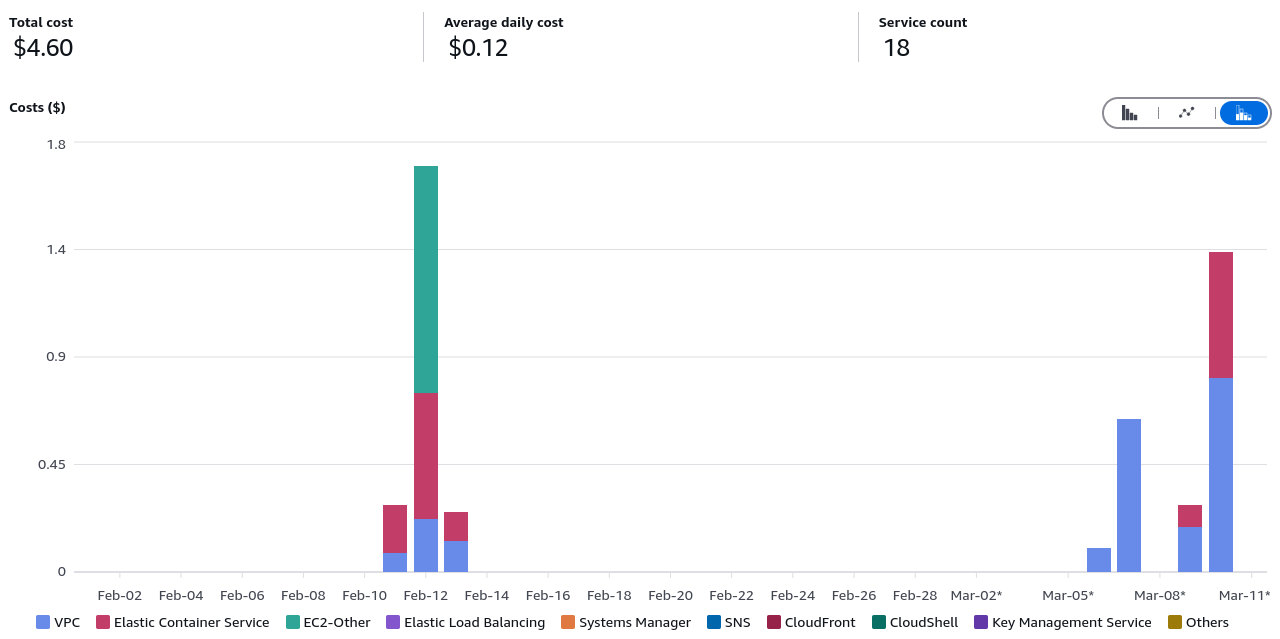 Total cost
$4.60
Average daily cost
$0.12
Service count
18
Costs ($)
1.8
1.4
0.9
0.45
0
Feb-02 Feb-04 Feb-06 Feb-08 Feb-10 Feb-12 Feb-14 Feb-16 Feb-18 Feb-20 Feb-22 Feb-24 Feb-26 Feb-28 Mar-02* Mar-05* Mar-08* Mar-11*
VPC Elastic Container Service EC2-Other Elastic Load Balancing Systems Manager SNS CloudFront CloudShell Key Management Service Others